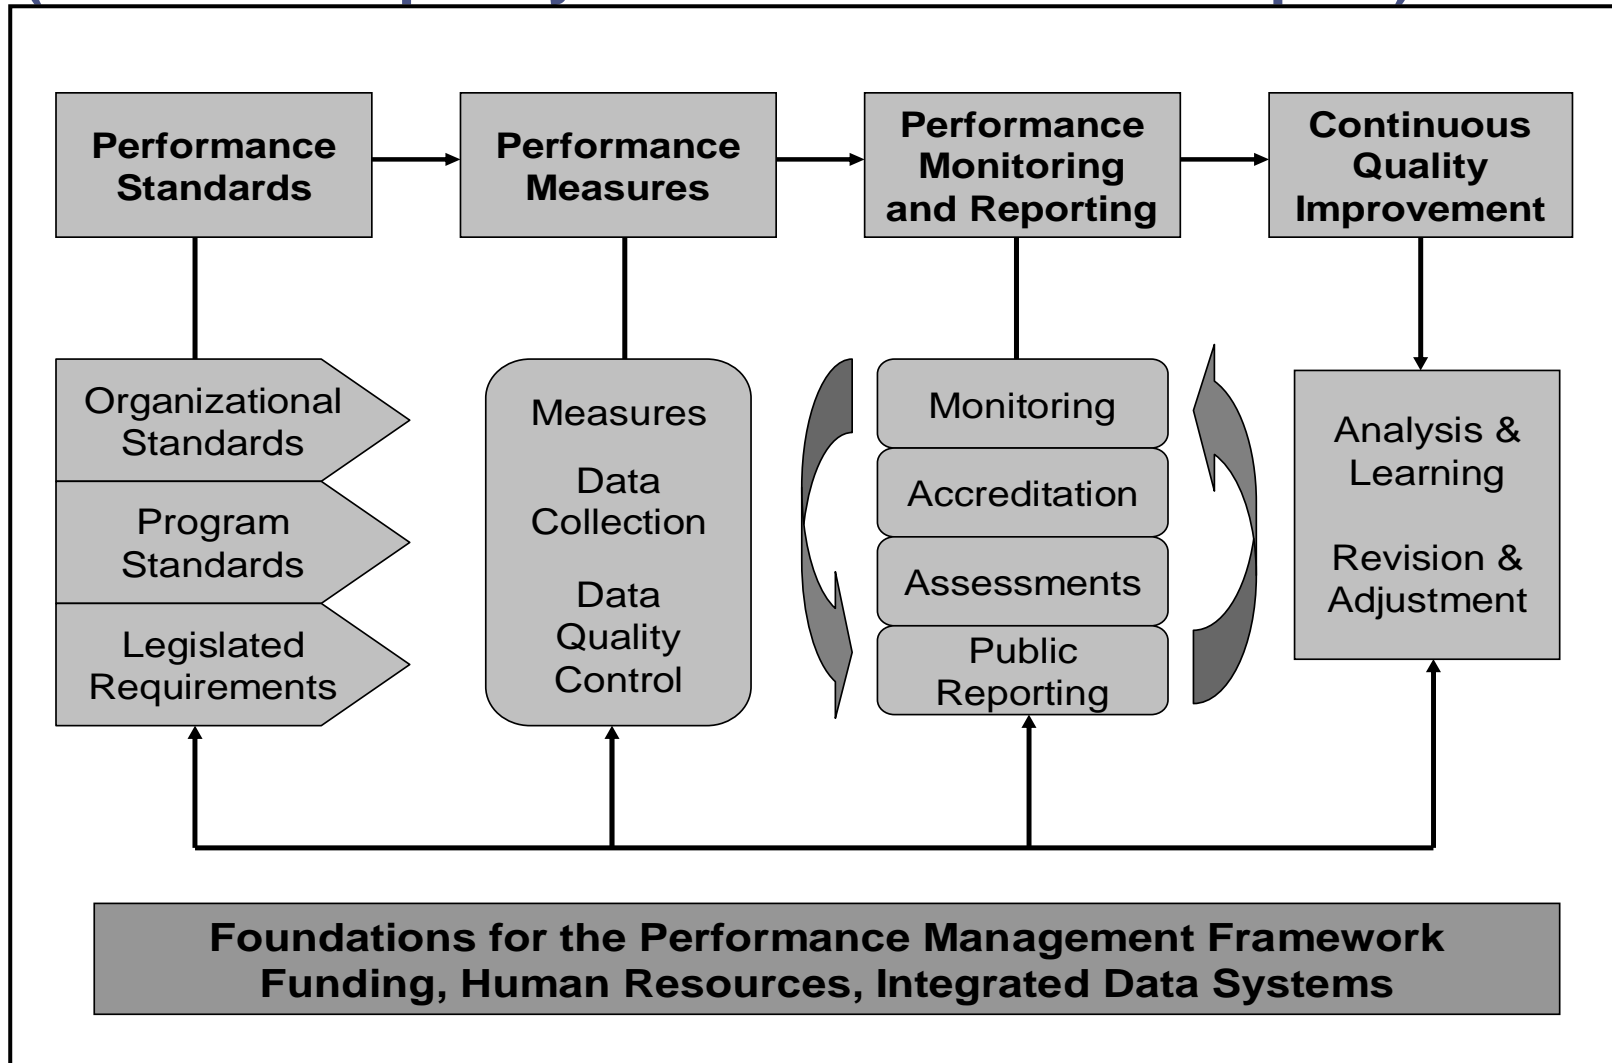 Performance
Standards
Performance
Measures
Performance
Monitoring
and Reporting
Continuous
Quality
Improvement
Organizational
Standards
Program
Standards
Legislated
Requirements
Measures
Data
Collection
Data
Quality
Control
Monitoring
Accreditation
Assessments
Public
Reporting
Analysis &
Learning
Revision &
Adjustment
Foundations for the Performance Management Framework
Funding, Human Resources, Integrated Data Systems